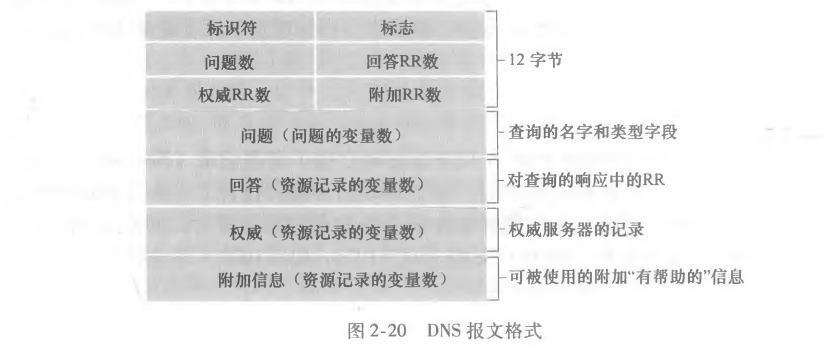 标识符 标志
问题数 回答RR数 12 字节
权威RR数 附加RR数
问题（问题的变量数） 查询的名字和类型字段
回答（资源记录的变量数） 对查询的响应中的RR
权威（资源记录的变量数） 权威服务器的记录
附加信息（资源记录的变量数） 可被使用的附加“有帮助的”信息
图 2-20 DNS 报文格式